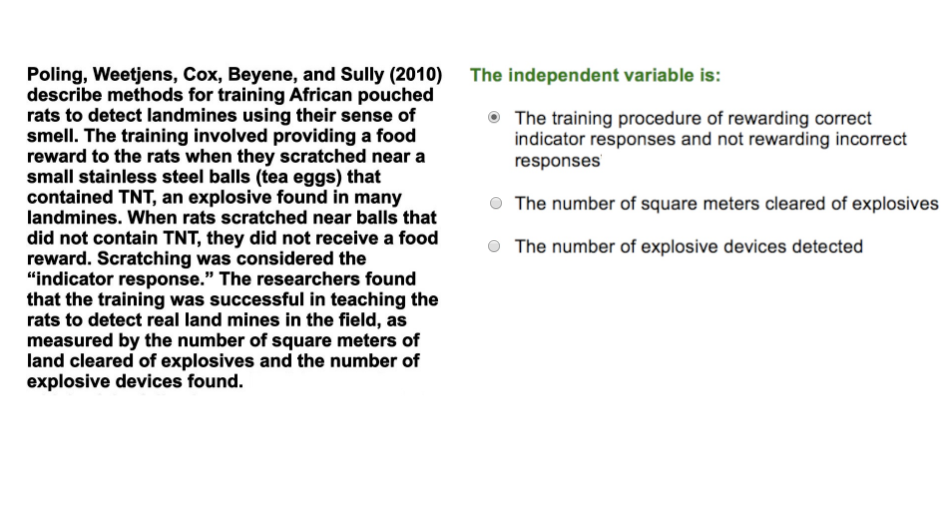 Poling, Weetjens, Cox, Beyene, and Sully (2010)
describe methods for training African pouched
rats to detect landmines using their sense of
smell. The training involved providing a food
reward to the rats when they scratched near a
small stainless steel balls (tea eggs) that
contained TNT, an explosive found in many
landmines. When rats scratched near balls that
did not contain TNT, they did not receive a food
reward. Scratching was considered the
“indicator response.” The researchers found
that the training was successful in teaching the
rats to detect real land mines in the field, as
measured by the number of square meters of
land cleared of explosives and the number of
explosive devices found.
The independent variable is:
The training procedure of rewarding correct
indicator responses and not rewarding incorrect
responses
The number of square meters cleared of explosives
The number of explosive devices detected